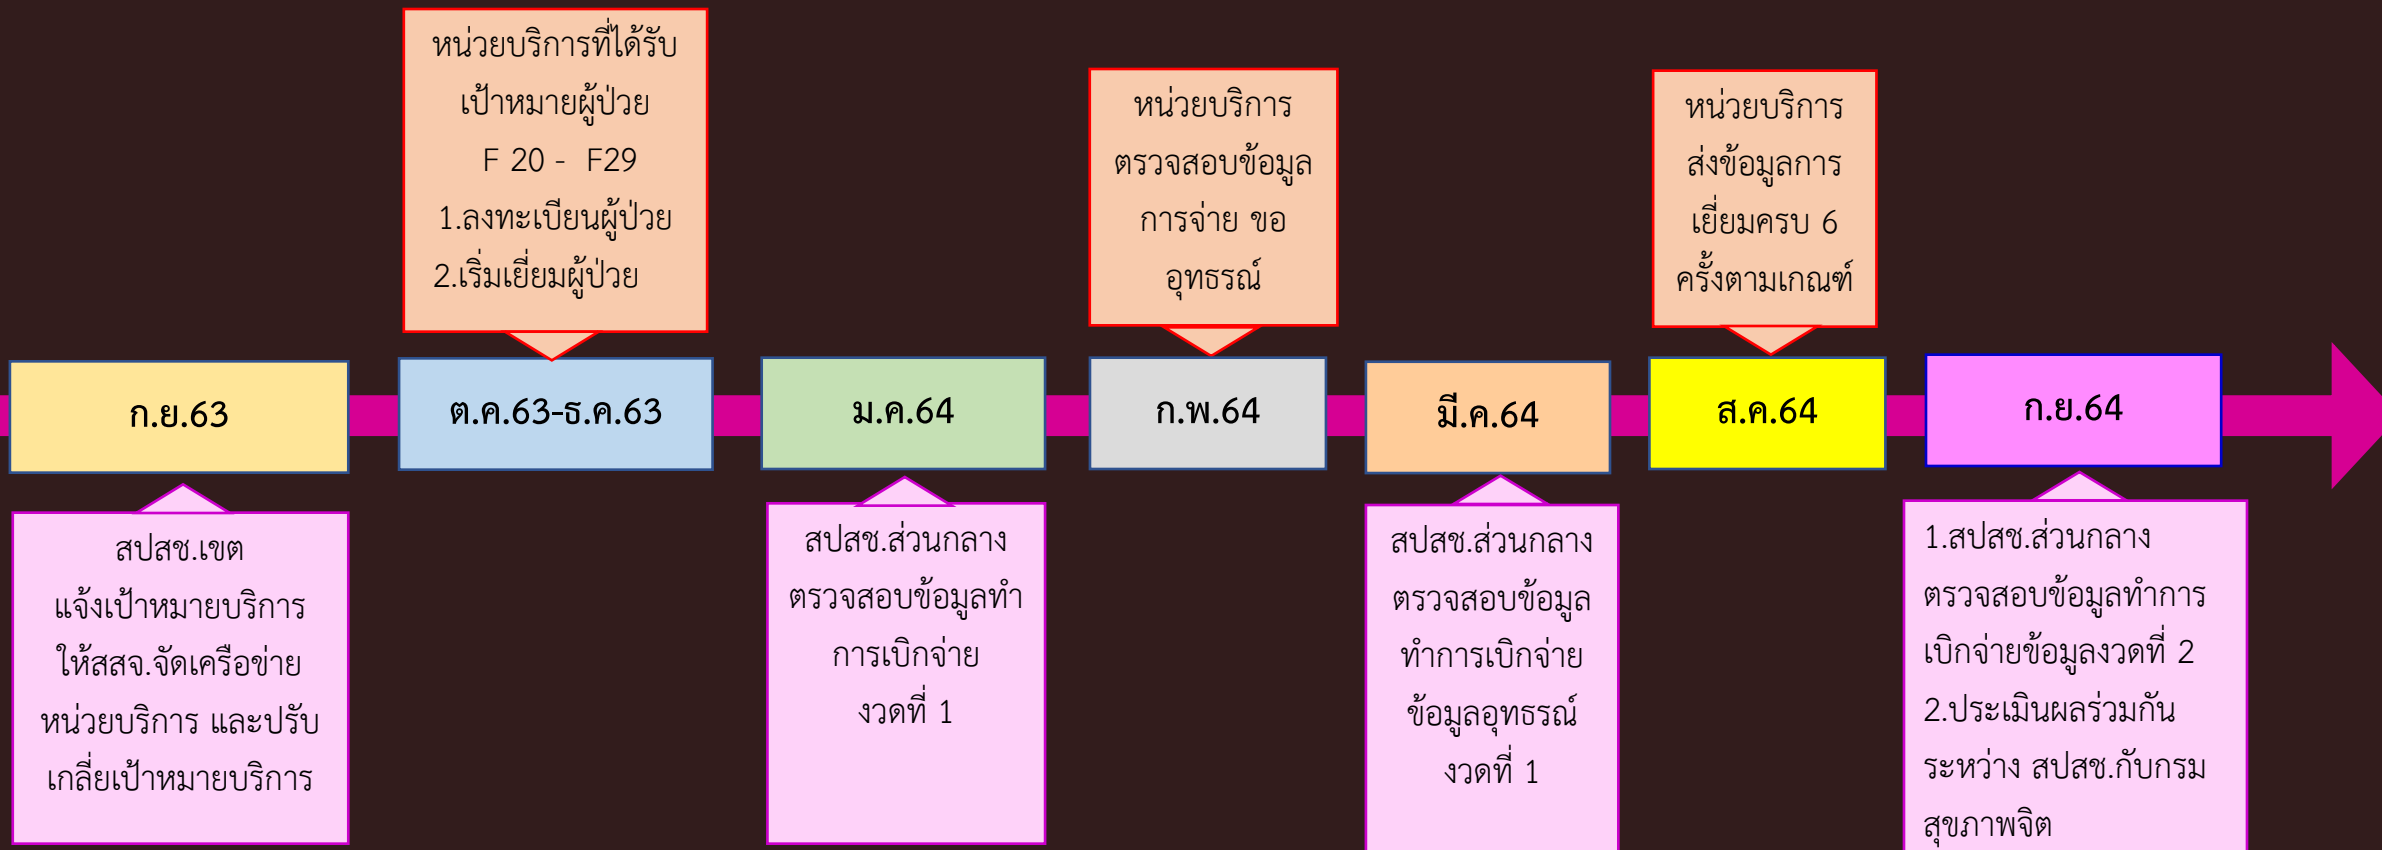 หน่วยบริการที่ได้รับ
เป้าหมายผู้ป่วย
F 20 - F29
1.ลงทะเบียนผู้ป่วย
2.เริ่มเยี่ยมผู้ป่วย
หน่วยบริการ
ตรวจสอบข้อมูล
การจ่าย ขอ
อุทธรณ์
หน่วยบริการ
ส่งข้อมูลการ
เยี่ยมครบ 6
ครั้งตามเกณฑ์
ก.ย.63
ต.ค.63-ธ.ค.63
ม.ค.64
ก.พ.64
มี.ค.64
ส.ค.64
ก.ย.64
สปสช.เขต
แจ้งเป้าหมายบริการ
ให้สสจ.จัดเครือข่าย
หน่วยบริการ และปรับ
เกลี่ยเป้าหมายบริการ
สปสช.ส่วนกลาง
ตรวจสอบข้อมูลทำ
การเบิกจ่าย
งวดที่ 1
สปสช.ส่วนกลาง
ตรวจสอบข้อมูล
ทำการเบิกจ่าย
ข้อมูลอุทธรณ์
งวดที่ 1
1.สปสช.ส่วนกลาง
ตรวจสอบข้อมูลทำการ
เบิกจ่ายข้อมูลงวดที่ 2
2.ประเมินผลร่วมกัน
ระหว่าง สปสช.กับกรม
สุขภาพจิต